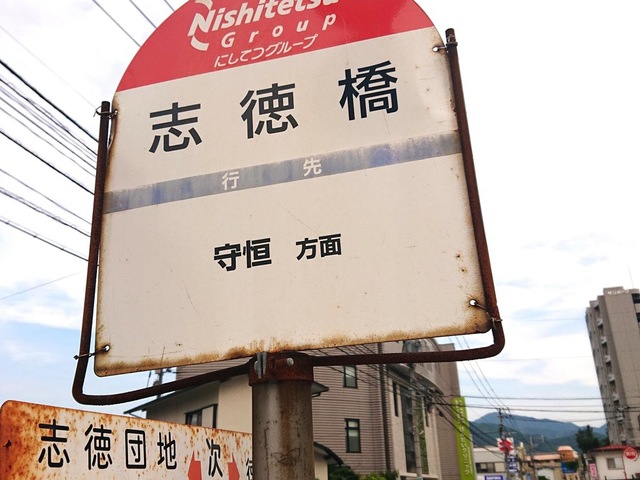 Nishitetsu
Group
にしてつグループ
志徳橋
行先
守恒 方面
志徳団地 次